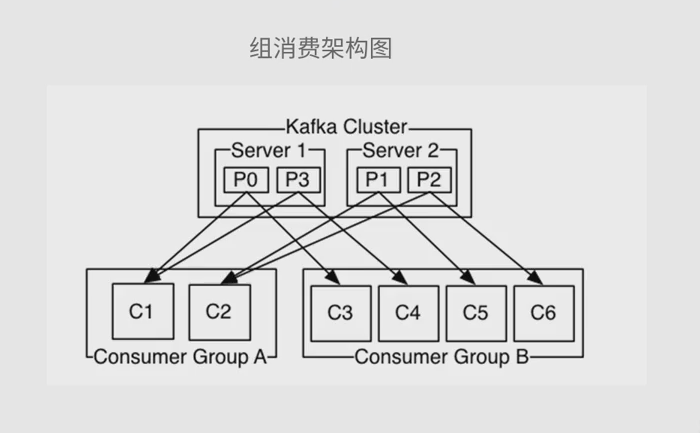 组消费架构图
Kafka Cluster
Server 1 Server 2
P0 P3 P1 P2
C1 C2 C3 C4 C5 C6
Consumer Group A Consumer Group B